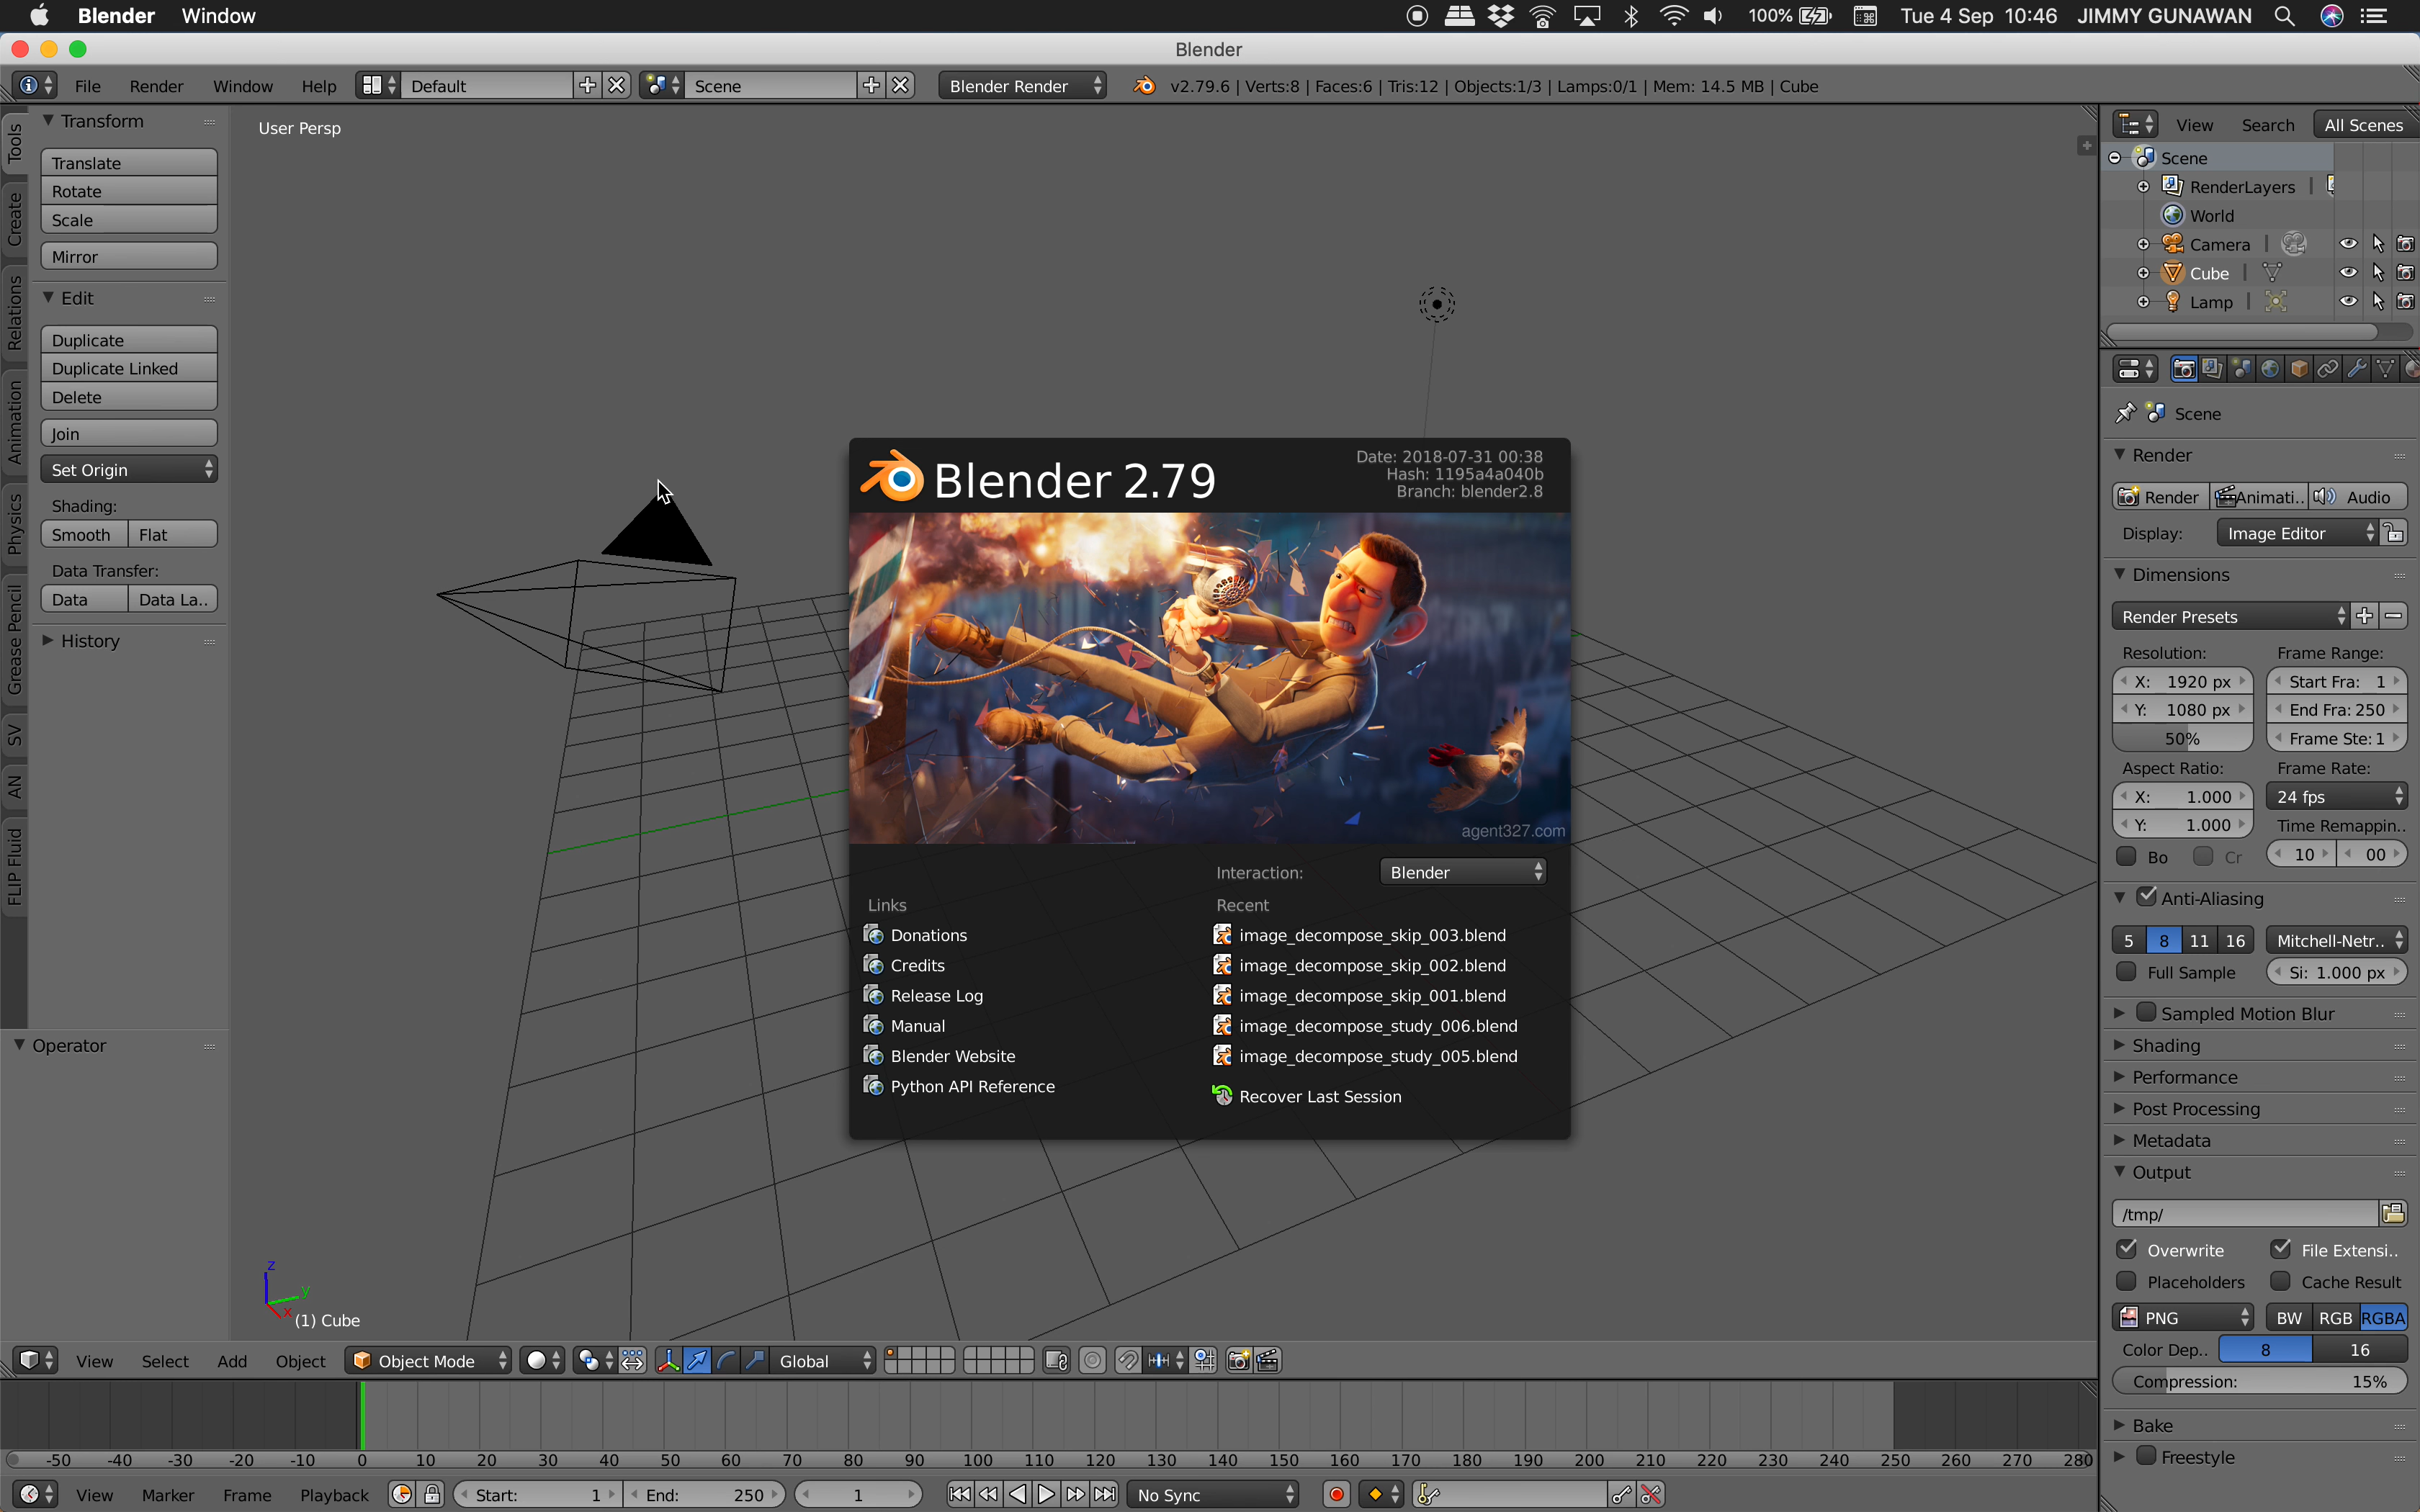 Blender Window 100% Tue 4 Sep 10:46 JIMMY GUNAWAN
Blender
File Render Window Help Default Scene Blender Render v2.79.6 | Verts:8 | Faces:6 | Tris:12 | Objects:1/3 | Lamps:0/1 | Mem: 14.5 MB | Cube
Tools
Create
Relations
Animation
Physics
Grease Pencil
SV
AN
FLIP Fluid
Transform
Translate
Rotate
Scale
Mirror
Edit
Duplicate
Duplicate Linked
Delete
Join
Set Origin
Shading:
Smooth Flat
Data Transfer:
Data Data La..
History
Operator
User Persp
Blender 2.79
Date: 2018-07-31 00:38
Hash: 1195a4a040b
Branch: blender2.8
agent327.com
Interaction: Blender
Links
Donations
Credits
Release Log
Manual
Blender Website
Python API Reference
Recent
image_decompose_skip_003.blend
image_decompose_skip_002.blend
image_decompose_skip_001.blend
image_decompose_study_006.blend
image_decompose_study_005.blend
Recover Last Session
z
y
x
(1) Cube
View Select Add Object Object Mode Global
-50 -40 -30 -20 -10 0 10 20 30 40 50 60 70 80 90 100 110 120 130 140 150 160 170 180 190 200 210 220 230 240 250 260 270 280
View Marker Frame Playback Start: 1 End: 250 1 No Sync
View Search All Scenes
Scene
RenderLayers |
World
Camera |
Cube |
Lamp |
Scene
Render
Render Animati.. Audio
Display: Image Editor
Dimensions
Render Presets
Resolution: Frame Range:
X: 1920 px Start Fra: 1
Y: 1080 px End Fra: 250
50% Frame Ste: 1
Aspect Ratio: Frame Rate:
X: 1.000 24 fps
Y: 1.000 Time Remappin..
Bo Cr 10 00
Anti-Aliasing
5 8 11 16 Mitchell-Netr..
Full Sample Si: 1.000 px
Sampled Motion Blur
Shading
Performance
Post Processing
Metadata
Output
/tmp/
Overwrite File Extensi..
Placeholders Cache Result
PNG BW RGB RGBA
Color Dep.. 8 16
Compression: 15%
Bake
Freestyle